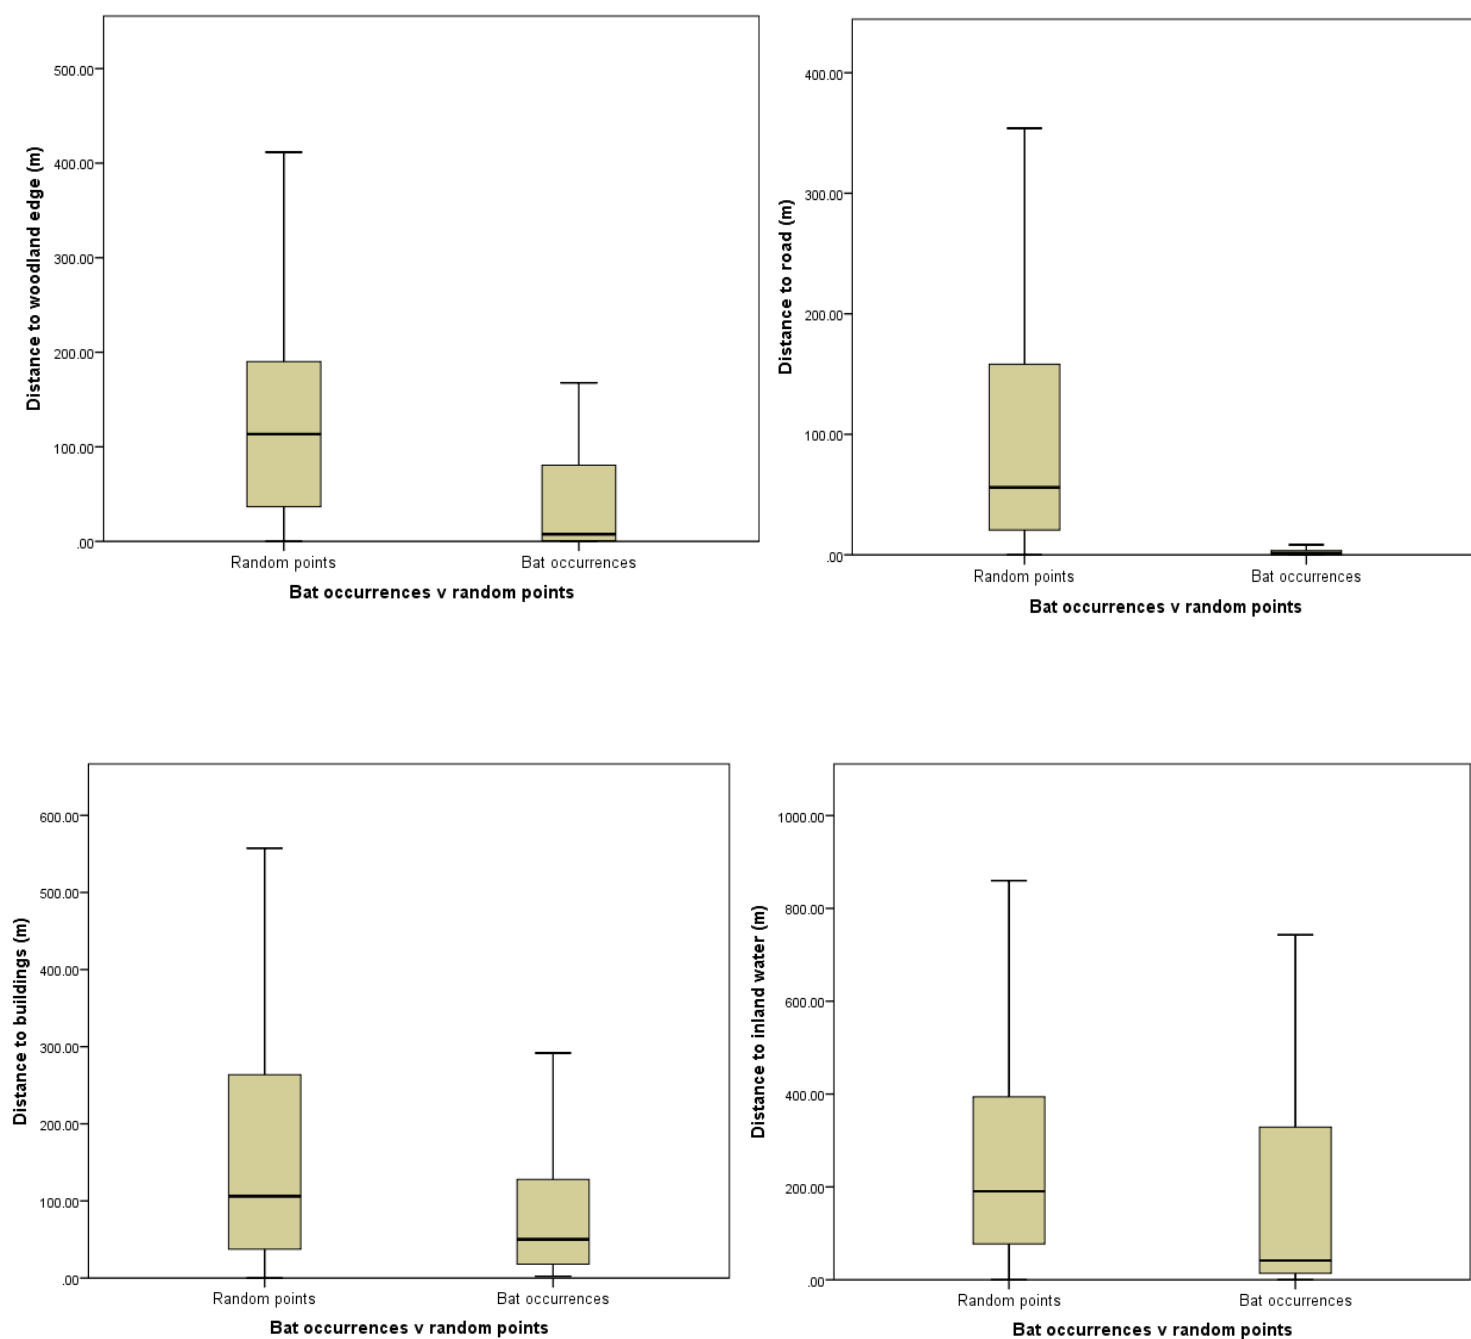 Distance to woodland edge (m)
500.00
400.00
300.00
200.00
100.00
.00
Random points
Bat occurrences
Bat occurrences v random points
Distance to road (m)
400.00
300.00
200.00
100.00
.00
Random points
Bat occurrences
Bat occurrences v random points
Distance to buildings (m)
600.00
500.00
400.00
300.00
200.00
100.00
.00
Random points
Bat occurrences
Bat occurrences v random points
Distance to inland water (m)
1000.00
800.00
600.00
400.00
200.00
.00
Random points
Bat occurrences
Bat occurrences v random points